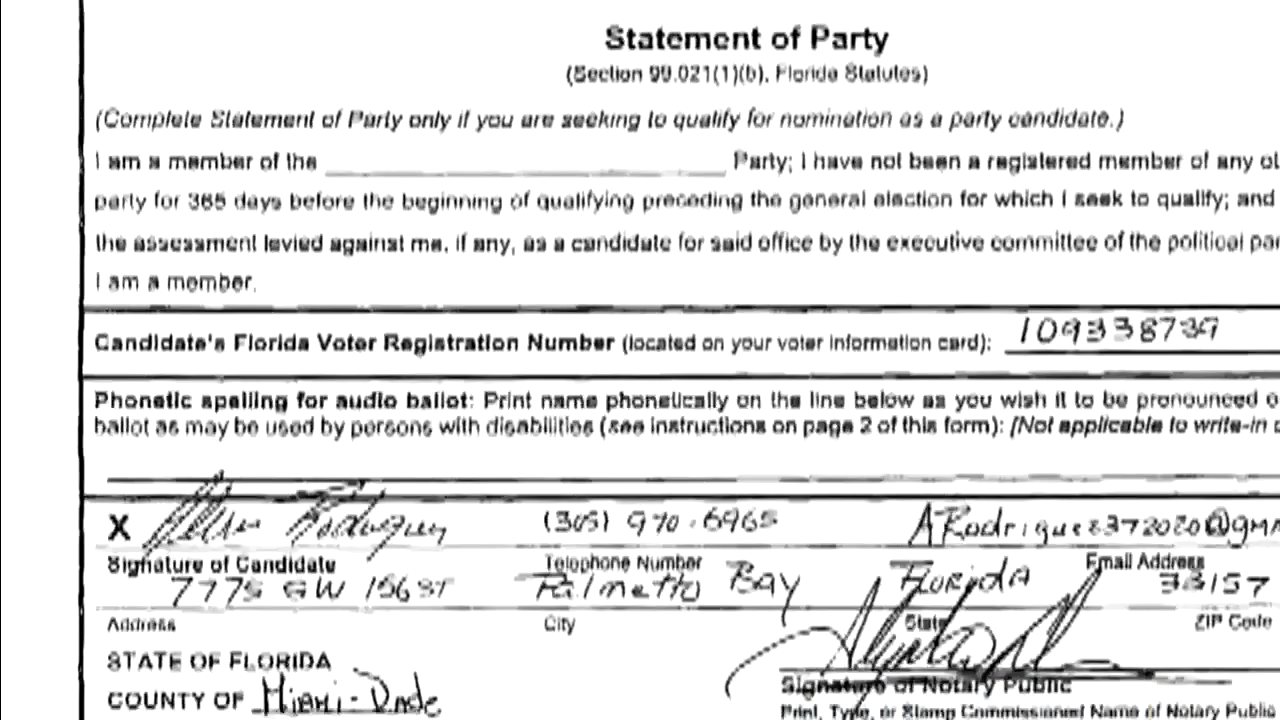 Statement of Party
(Section 99.021(1)(b), Florida Statutes)
(Complete Statement of Party only if you are seeking to qualify for nomination as a party candidate.)
I am a member of the ____ Party; I have not been a registered member of any ot
party for 365 days before the beginning of qualifying preceding the general election for which I seek to qualify; and
the assessment levied against me, if any, as a candidate for said office by the executive committee of the political par
I am a member.
Candidate's Florida Voter Registration Number (located on your voter information card): 109338739
Phonetic spelling for audio ballot: Print name phonetically on the line below as you wish it to be pronounced o
ballot as may be used by persons with disabilities (see instructions on page 2 of this form): (Not applicable to write-in c
X (305) 970-6965 ARodriguez372020@gma
Signature of Candidate Telephone Number Email Address
7775 SW 156 ST Palmetto Bay Florida 33157
Address City State ZIP Code
STATE OF FLORIDA
COUNTY OF Miami-Dade
Signature of Notary Public
Print, Type, or Stamp Commissioned Name of Notary Public